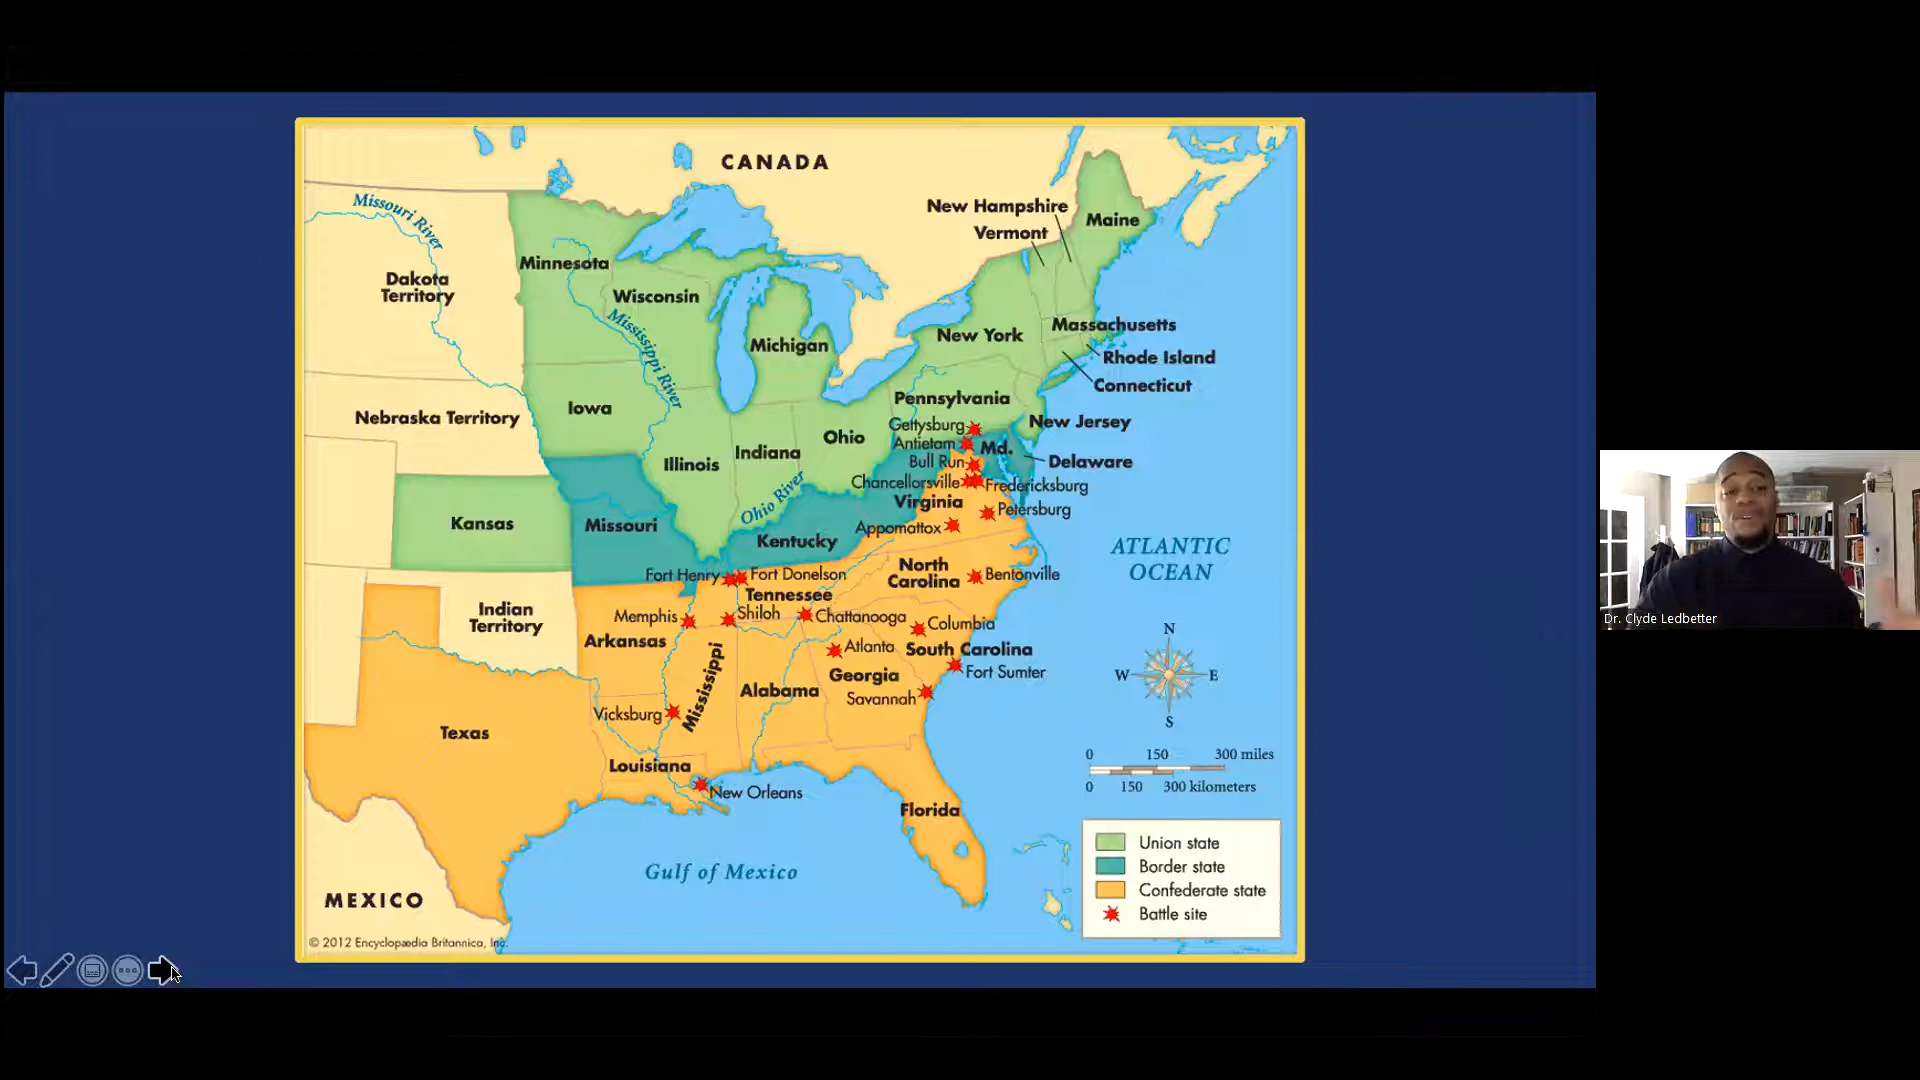 CANADA
Missouri River
New Hampshire
Vermont
Maine
Minnesota
Dakota
Territory
Wisconsin
Mississippi River
Michigan
New York
Massachusetts
Rhode Island
Connecticut
Pennsylvania
Nebraska Territory
Iowa
Gettysburg
New Jersey
Ohio
Antietam
Md.
Indiana
Illinois
Bull Run
Delaware
Chancellorsville
Fredericksburg
Ohio River
Virginia
Petersburg
Kansas
Missouri
Appomattox
Kentucky
ATLANTIC
OCEAN
Fort Henry
Fort Donelson
North
Carolina
Bentonville
Tennessee
Indian
Territory
Memphis
Shiloh
Chattanooga
Columbia
Arkansas
Atlanta
South Carolina
Fort Sumter
Georgia
Mississippi
Alabama
Savannah
Vicksburg
Texas
Louisiana
New Orleans
Florida
N
W
E
S
0 150 300 miles
0 150 300 kilometers
Gulf of Mexico
MEXICO
Union state
Border state
Confederate state
Battle site
© 2012 Encyclopædia Britannica, Inc.
Dr. Clyde Ledbetter